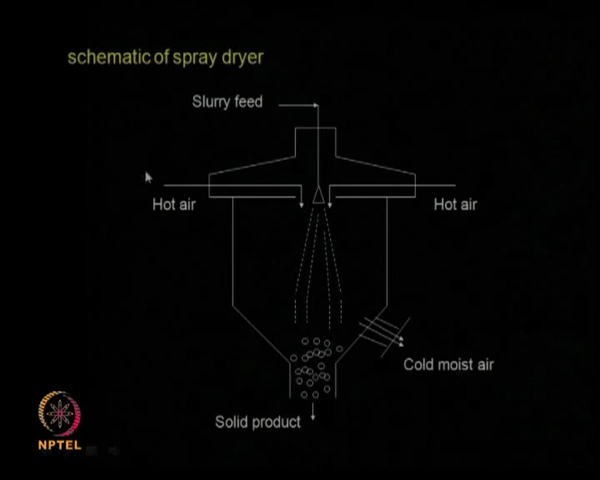 schematic of spray dryer
Slurry feed
Hot air
Hot air
Cold moist air
Solid product
NPTEL